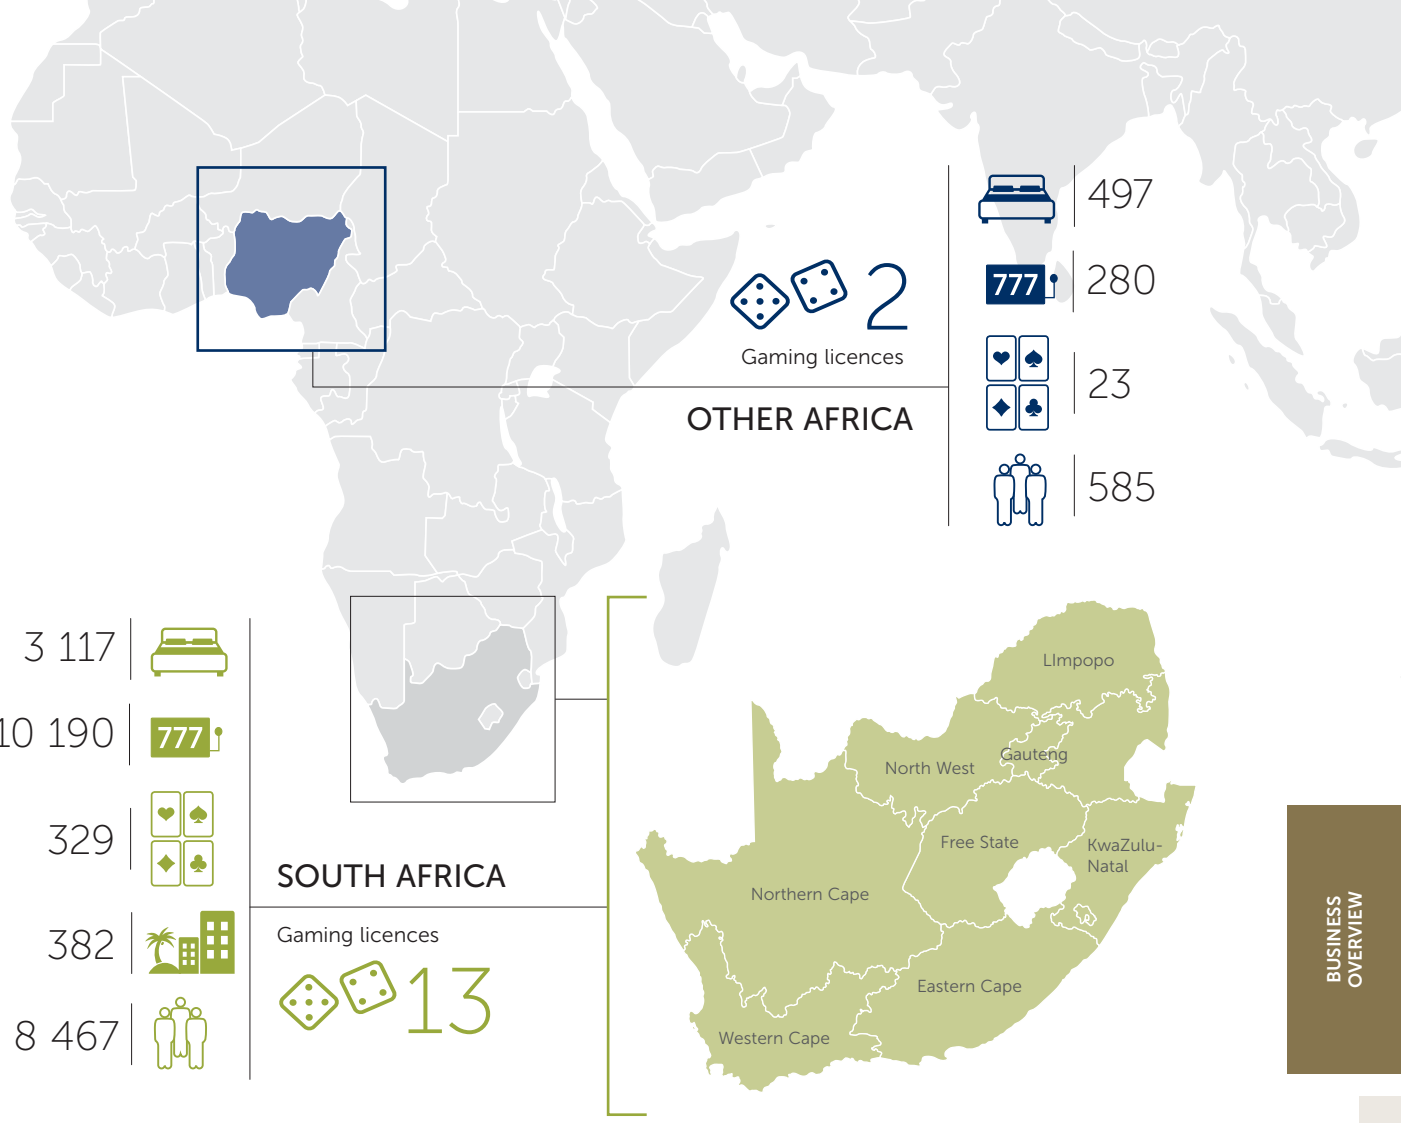 497
777
280
2
Gaming licences
23
OTHER AFRICA
585
3 117
10 190
777
329
SOUTH AFRICA
Gaming licences
382
13
8 467
LImpopo
North West
Gauteng
Free State
KwaZulu-
Natal
Northern Cape
Eastern Cape
Western Cape
BUSINESS
OVERVIEW